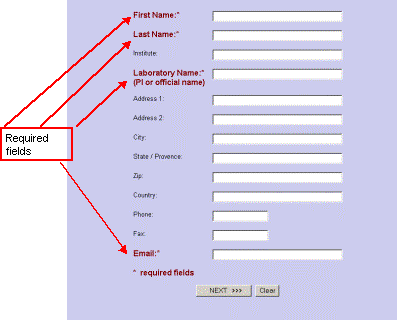 First Name:*
Last Name:*
Institute:
Laboratory Name:*
(PI or official name)
Address 1:
Address 2:
City:
State / Provence:
Zip:
Country:
Phone:
Fax:
Email:*
* required fields
NEXT >>>
Clear
Required
fields